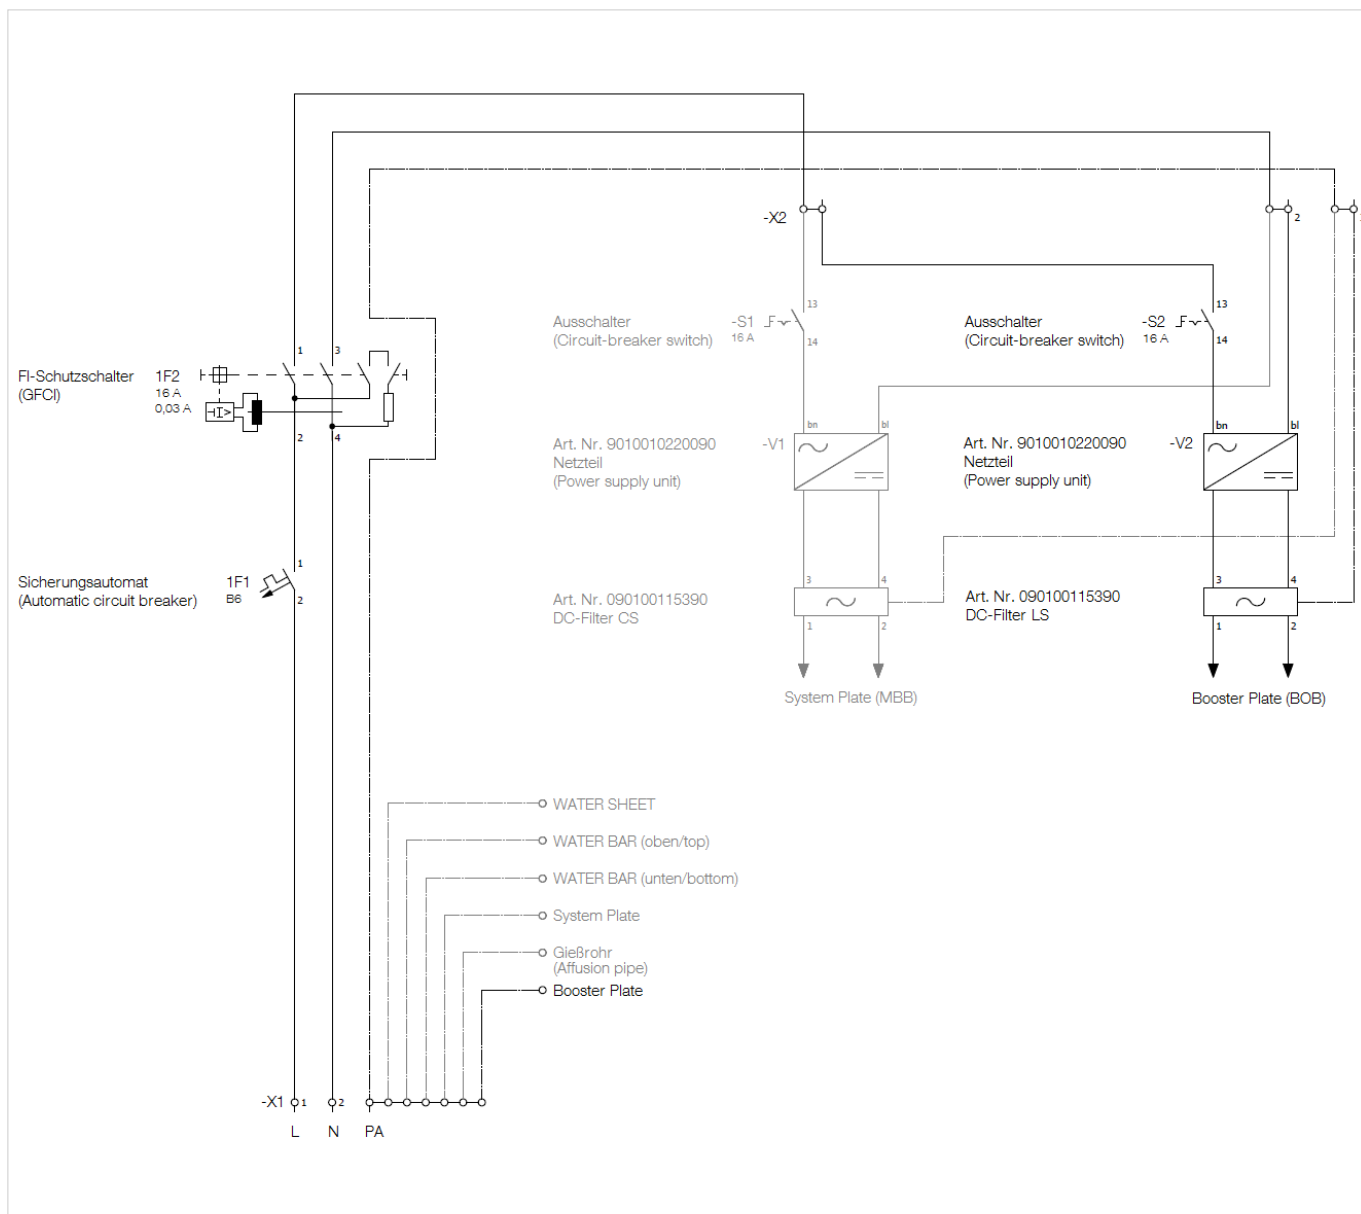 -X2
2
13
Ausschalter
(Circuit-breaker switch)
-S1
16 A
14
13
Ausschalter
(Circuit-breaker switch)
-S2
16 A
14
1
3
FI-Schutzschalter
(GFCI)
1F2
16 A
0,03 A
I>
2
4
bn
bl
Art. Nr. 9010010220090
Netzteil
(Power supply unit)
-V1
bn
bl
Art. Nr. 9010010220090
Netzteil
(Power supply unit)
-V2
1
Sicherungsautomat
(Automatic circuit breaker)
1F1
B6
2
3
4
Art. Nr. 090100115390
DC-Filter CS
1
2
System Plate (MBB)
3
4
Art. Nr. 090100115390
DC-Filter LS
1
2
Booster Plate (BOB)
WATER SHEET
WATER BAR (oben/top)
WATER BAR (unten/bottom)
System Plate
Gießrohr
(Affusion pipe)
Booster Plate
-X1
1
2
L
N
PA